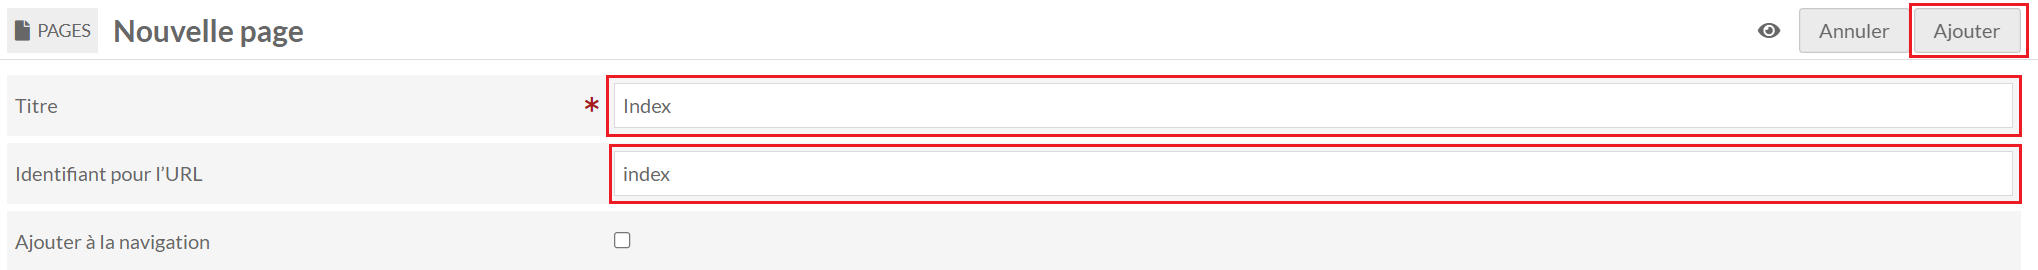 PAGES Nouvelle page Annuler Ajouter
Titre * Index
Identifiant pour l’URL index
Ajouter à la navigation